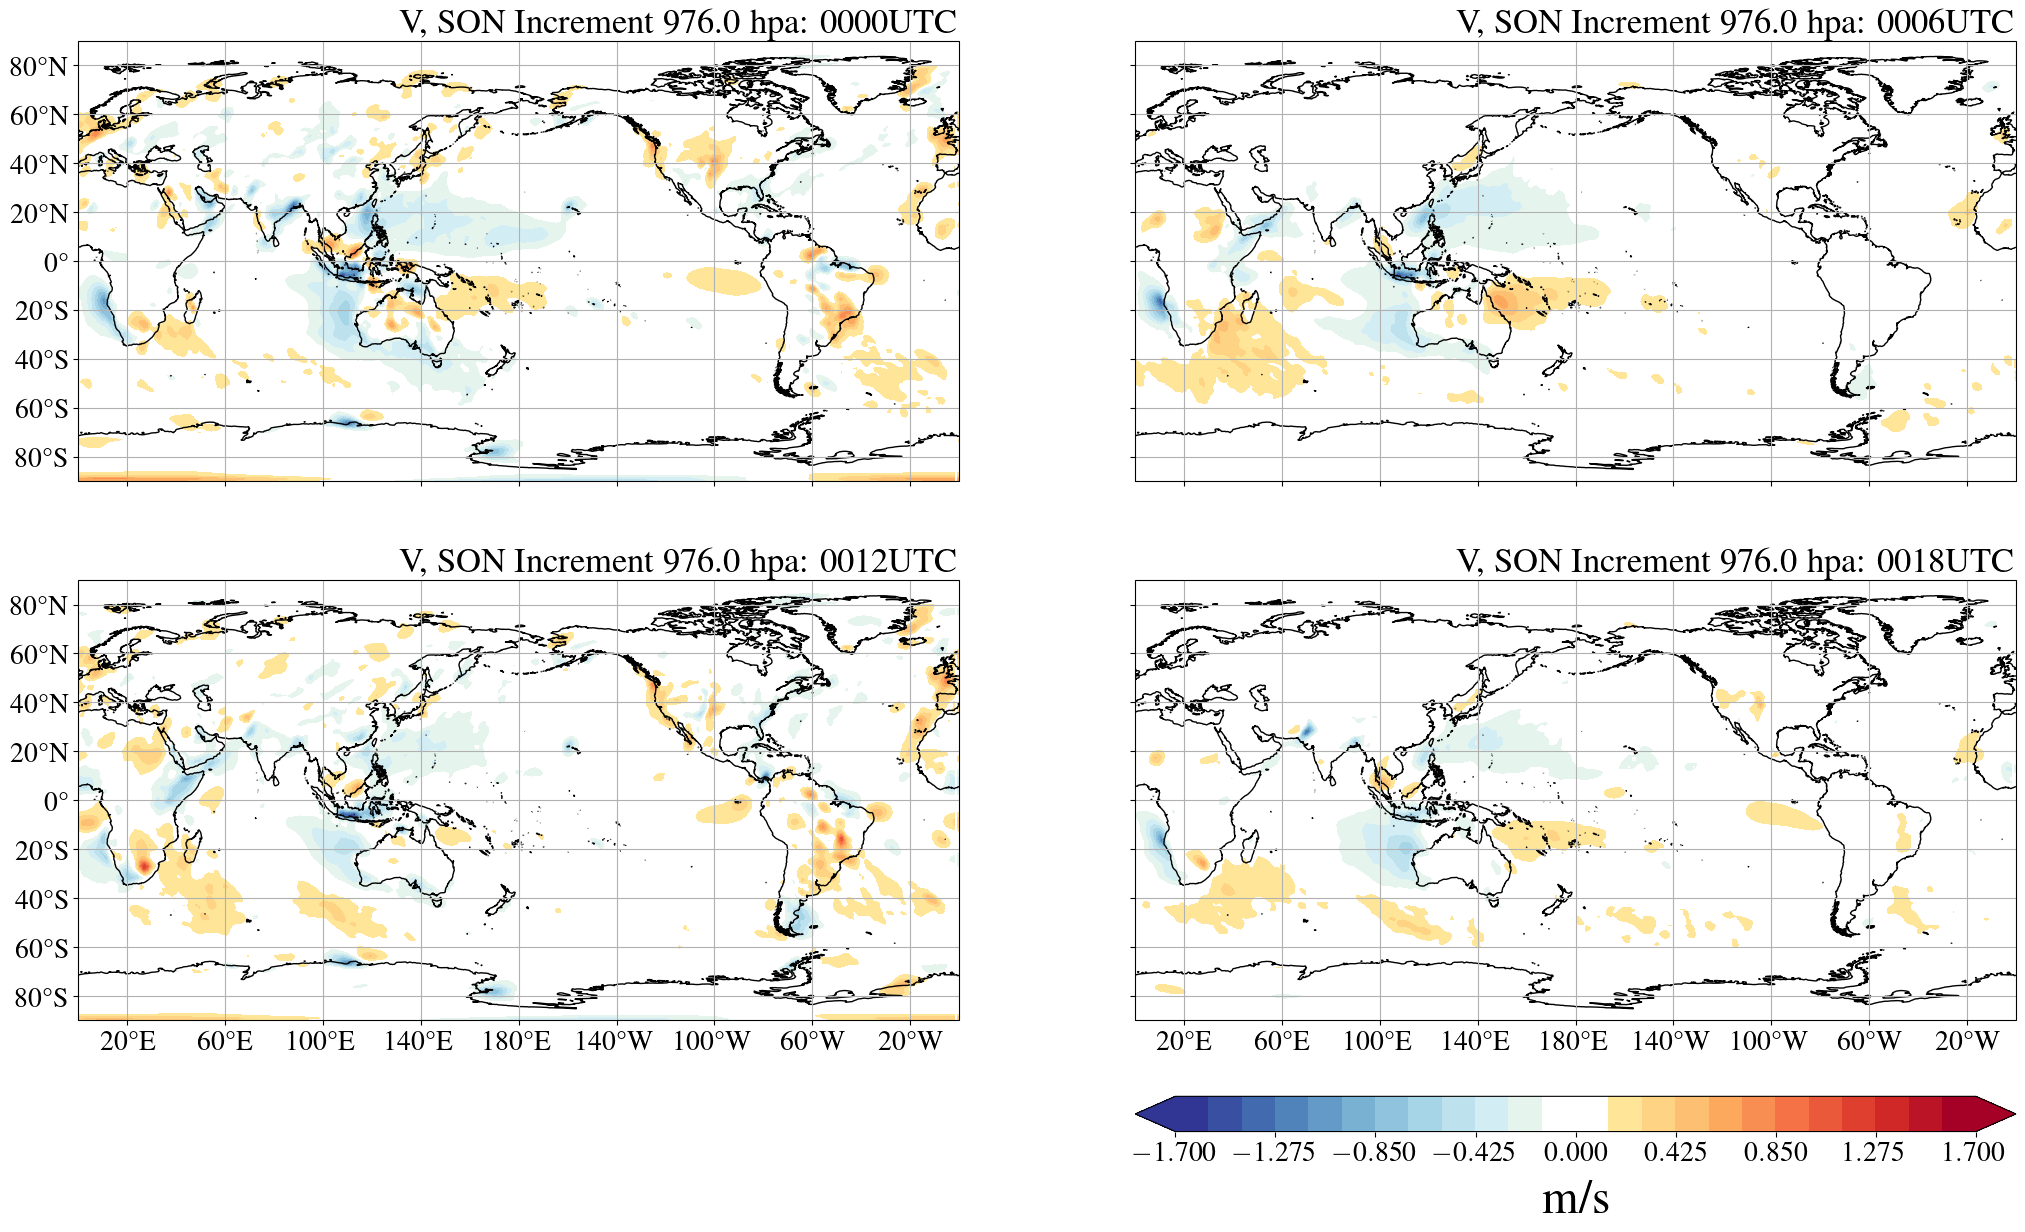 V, SON Increment 976.0 hpa: 0000UTC
V, SON Increment 976.0 hpa: 0006UTC
80°N
60°N
40°N
20°N
0°
20°S
40°S
60°S
80°S
V, SON Increment 976.0 hpa: 0012UTC
V, SON Increment 976.0 hpa: 0018UTC
80°N
60°N
40°N
20°N
0°
20°S
40°S
60°S
80°S
20°E 60°E 100°E 140°E 180°E 140°W 100°W 60°W 20°W
20°E 60°E 100°E 140°E 180°E 140°W 100°W 60°W 20°W
−1.700 −1.275 −0.850 −0.425 0.000 0.425 0.850 1.275 1.700
m/s